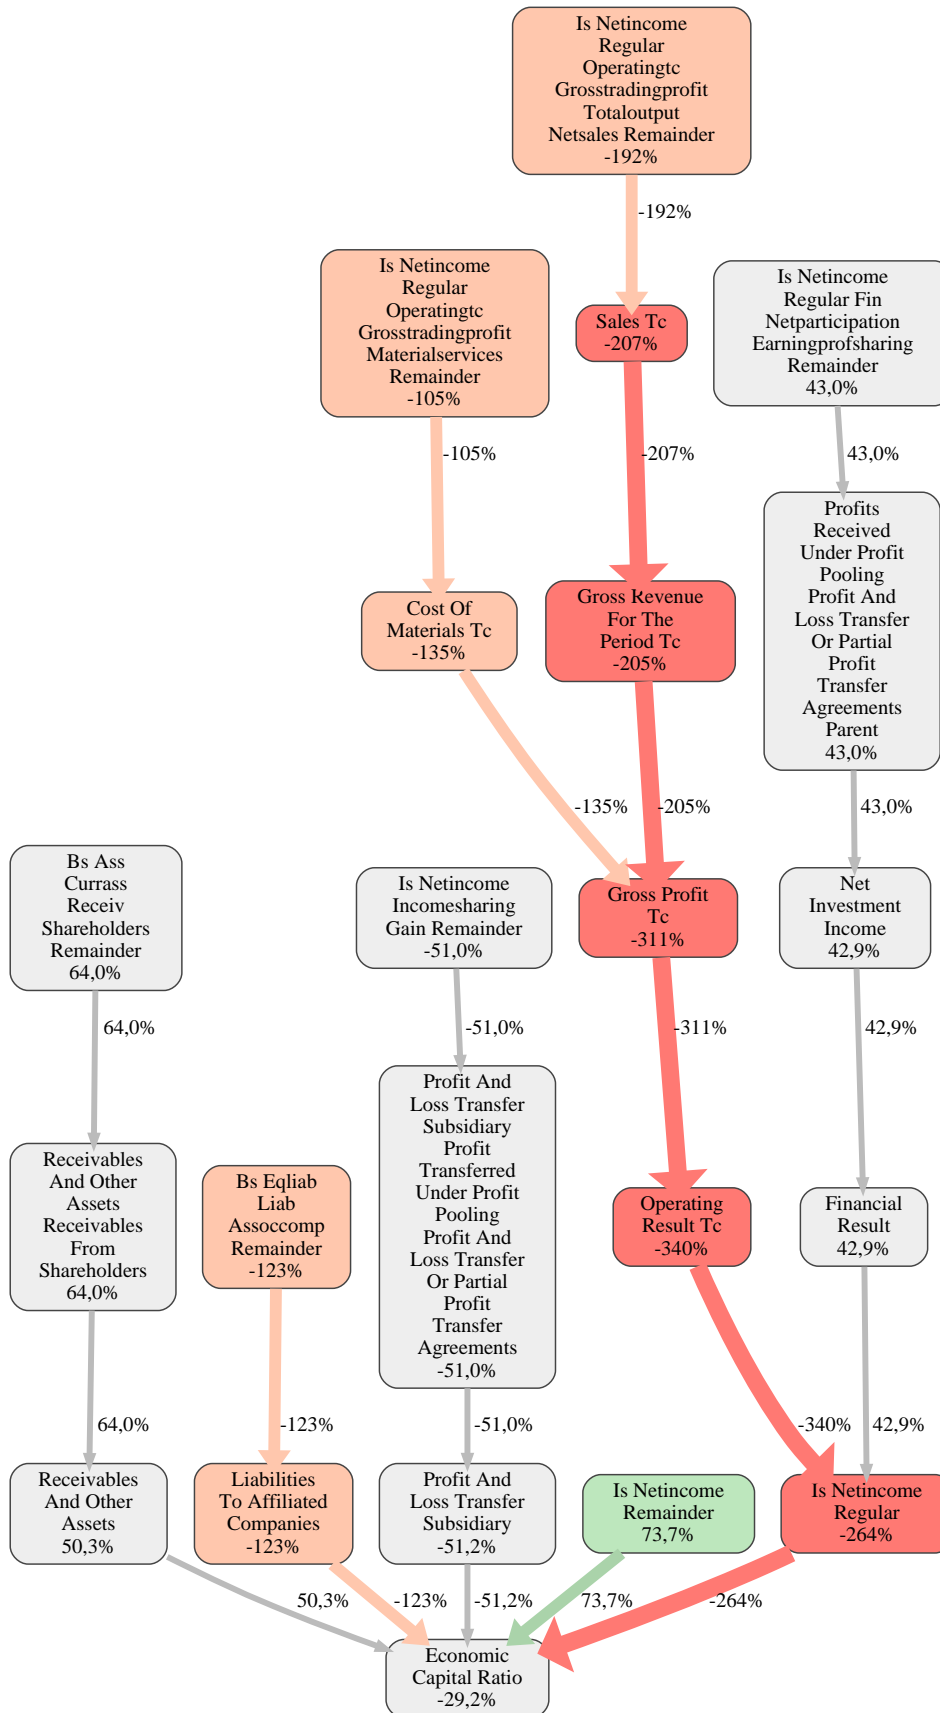 Is Netincome
Regular
Operatingtc
Grosstradingprofit
Totaloutput
Netsales Remainder
-192%
-192%
Is Netincome
Regular
Operatingtc
Grosstradingprofit
Materialservices
Remainder
-105%
Sales Tc
-207%
Is Netincome
Regular Fin
Netparticipation
Earningprofsharing
Remainder
43,0%
-105%
-207%
43,0%
Cost Of
Materials Tc
-135%
Gross Revenue
For The
Period Tc
-205%
Profits
Received
Under Profit
Pooling
Profit And
Loss Transfer
Or Partial
Profit
Transfer
Agreements
Parent
43,0%
-135%
-205%
43,0%
Bs Ass
Currass
Receiv
Shareholders
Remainder
64,0%
Is Netincome
Incomesharing
Gain Remainder
-51,0%
Gross Profit
Tc
-311%
Net
Investment
Income
42,9%
64,0%
-51,0%
-311%
42,9%
Receivables
And Other
Assets
Receivables
From
Shareholders
64,0%
Bs Eqliab
Liab
Assoccomp
Remainder
-123%
Profit And
Loss Transfer
Subsidiary
Profit
Transferred
Under Profit
Pooling
Profit And
Loss Transfer
Or Partial
Profit
Transfer
Agreements
-51,0%
Operating
Result Tc
-340%
Financial
Result
42,9%
64,0%
-123%
-51,0%
-340%
42,9%
Receivables
And Other
Assets
50,3%
Liabilities
To Affiliated
Companies
-123%
Profit And
Loss Transfer
Subsidiary
-51,2%
Is Netincome
Remainder
73,7%
Is Netincome
Regular
-264%
50,3%
-123%
-51,2%
73,7%
-264%
Economic
Capital Ratio
-29,2%